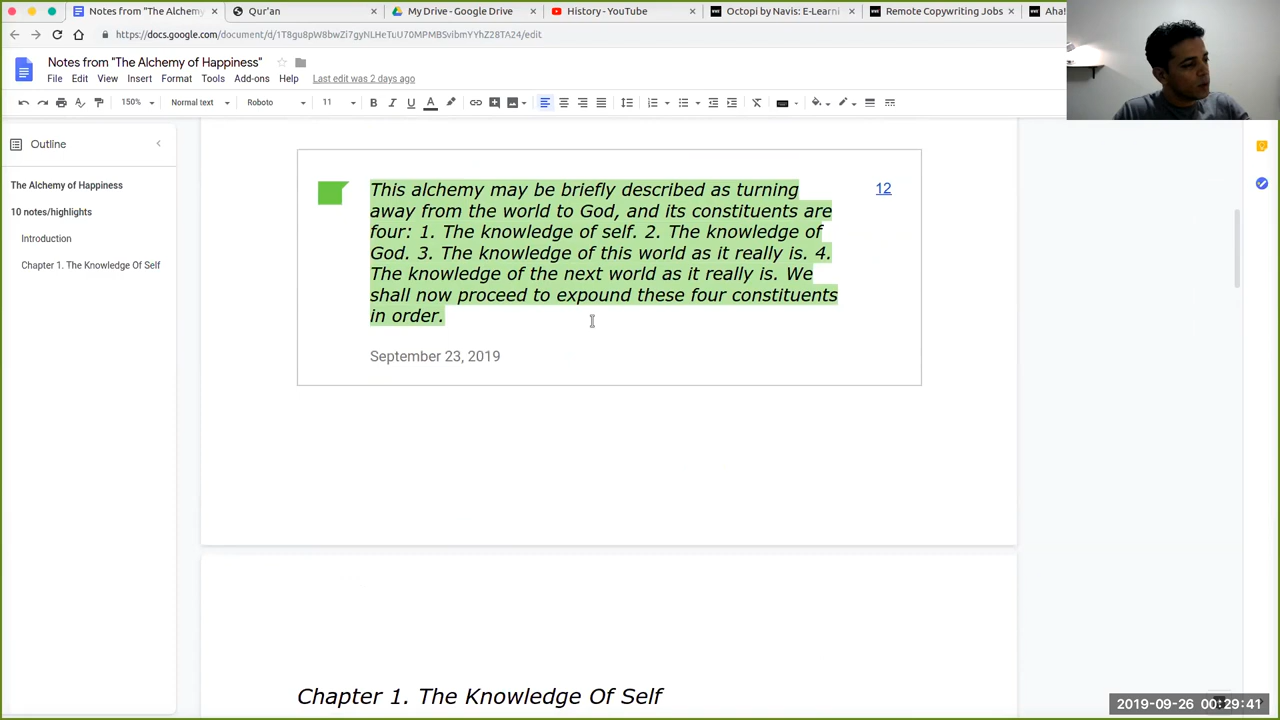 Notes from "The Alchemy
Qur'an
My Drive - Google Drive
History - YouTube
Octopi by Navis: E-Learni
Remote Copywriting Jobs
Aha!
https://docs.google.com/document/d/1T8gu8pW8bwZi7gyNLHeTuU70MPMBSvibmYYhZ28TA24/edit
Notes from "The Alchemy of Happiness"
File Edit View Insert Format Tools Add-ons Help Last edit was 2 days ago
150% Normal text Roboto 11 B I U A
Outline
The Alchemy of Happiness
10 notes/highlights
Introduction
Chapter 1. The Knowledge Of Self
This alchemy may be briefly described as turning 12
away from the world to God, and its constituents are
four: 1. The knowledge of self. 2. The knowledge of
God. 3. The knowledge of this world as it really is. 4.
The knowledge of the next world as it really is. We
shall now proceed to expound these four constituents
in order.
September 23, 2019
Chapter 1. The Knowledge Of Self
2019-09-26 00:29:41